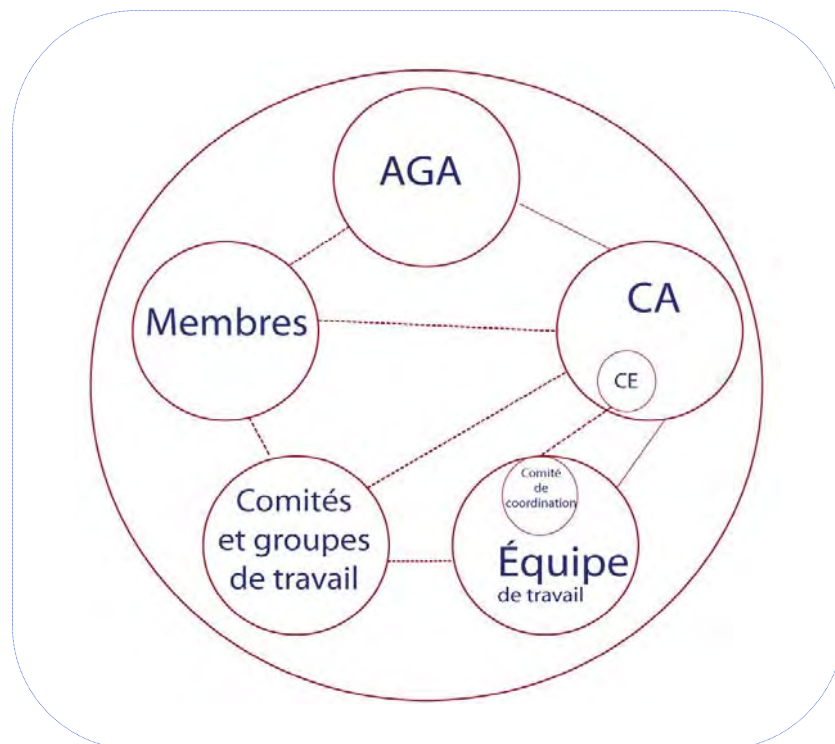 AGA
Membres
CA
CE
Comités
et groupes
de travail
Comité
de
coordination
Équipe
de travail